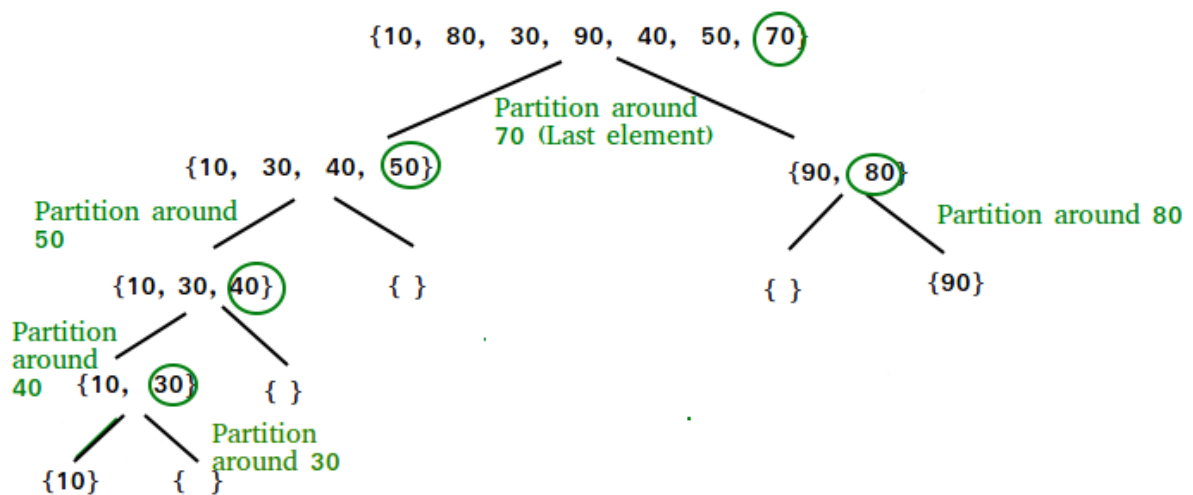 {10, 80, 30, 90, 40, 50, 70}
Partition around
70 (Last element)
{10, 30, 40, 50}
{90, 80}
Partition around
50
Partition around 80
{10, 30, 40}
{ }
{ }
{90}
Partition
around
40
{10, 30}
{ }
Partition
around 30
{10}
{ }